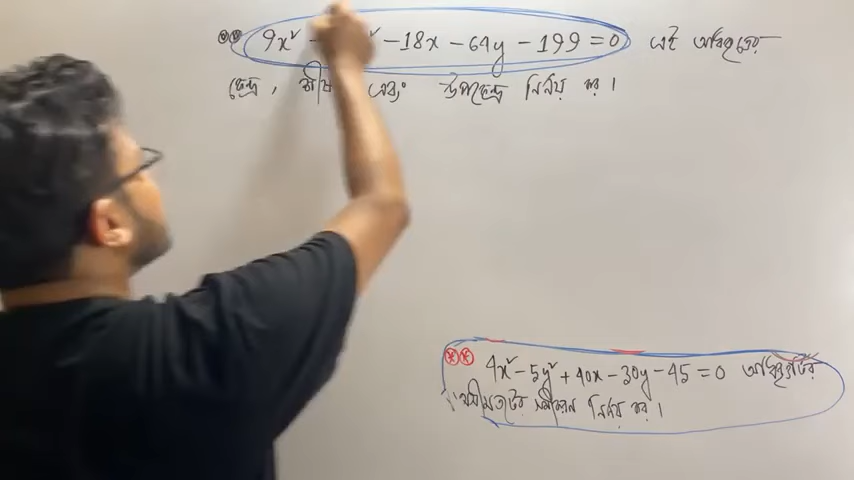 9x² - ² - 18x - 64y - 199 = 0 এই অধিবৃত্তের
কেন্দ্র, শীর্ষ এবং উপকেন্দ্র নির্ণয় কর।
4x² - 5y² + 40x - 30y - 45 = 0 অধিবৃত্তটির
অসীমতটের সমীকরণ নির্ণয় কর।